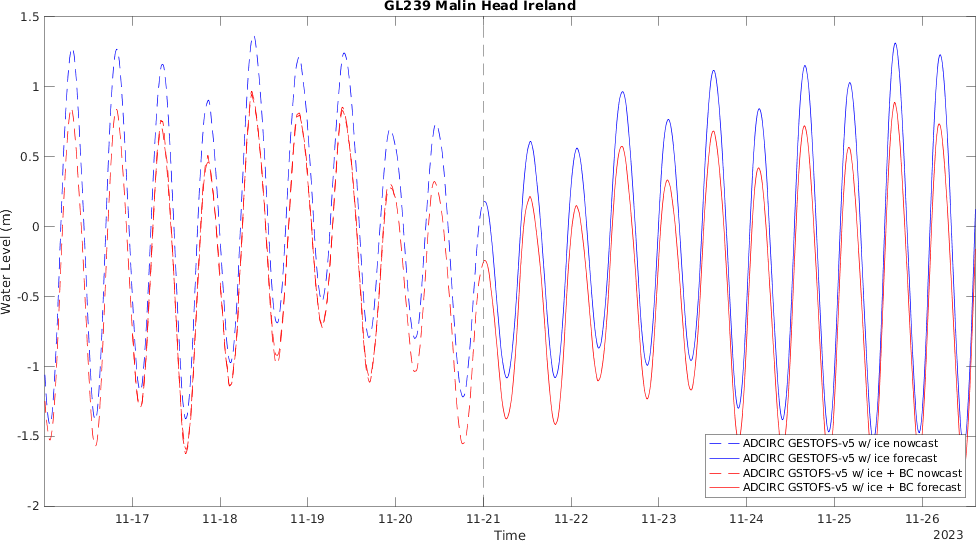 GL239 Malin Head Ireland
1.5
1
0.5
0
-0.5
-1
-1.5
-2
Water Level (m)
ADCIRC GESTOFS-v5 w/ ice nowcast
ADCIRC GESTOFS-v5 w/ ice forecast
ADCIRC GSTOFS-v5 w/ ice + BC nowcast
ADCIRC GSTOFS-v5 w/ ice + BC forecast
11-17 11-18 11-19 11-20 11-21 11-22 11-23 11-24 11-25 11-26
Time
2023